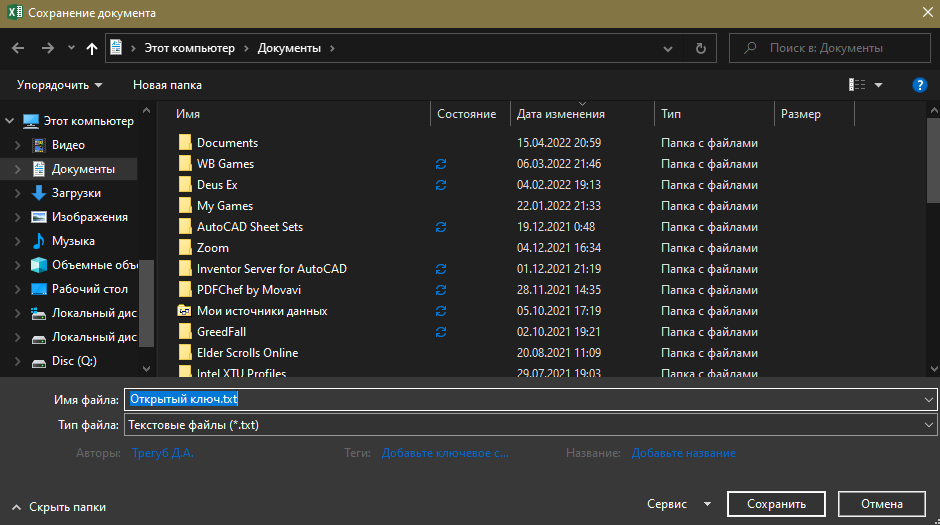 Сохранение документа
Этот компьютер > Документы >
Поиск в: Документы
Упорядочить
Новая папка
Имя Состояние Дата изменения Тип Размер
Этот компьютер
Видео
Документы
Загрузки
Изображения
Музыка
Объемные объ
Рабочий стол
Локальный дис
Локальный дис
Disc (Q:)
Documents 15.04.2022 20:59 Папка с файлами
WB Games 06.03.2022 21:46 Папка с файлами
Deus Ex 04.02.2022 19:13 Папка с файлами
My Games 22.01.2022 21:33 Папка с файлами
AutoCAD Sheet Sets 19.12.2021 0:48 Папка с файлами
Zoom 04.12.2021 16:34 Папка с файлами
Inventor Server for AutoCAD 01.12.2021 21:19 Папка с файлами
PDFChef by Movavi 28.11.2021 14:35 Папка с файлами
Мои источники данных 05.10.2021 17:19 Папка с файлами
GreedFall 02.10.2021 19:21 Папка с файлами
Elder Scrolls Online 20.08.2021 11:09 Папка с файлами
Intel XTU Profiles 29.07.2021 19:03 Папка с файлами
Имя файла: Открытый ключ.txt
Тип файла: Текстовые файлы (*.txt)
Авторы: Трегуб Д.А. Теги: Добавьте ключевое с... Название: Добавьте название
Скрыть папки
Сервис
Сохранить
Отмена